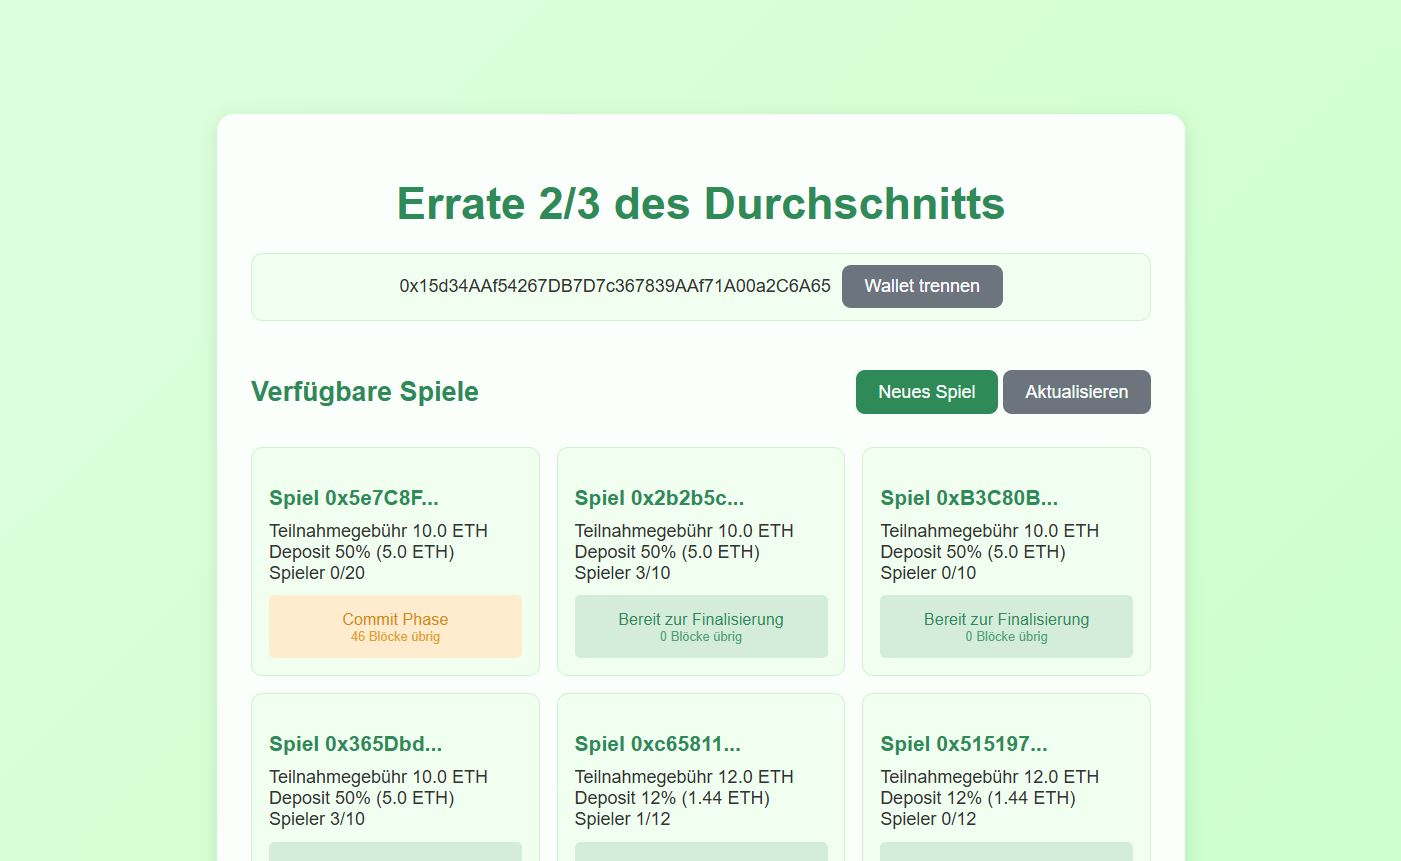 Errate 2/3 des Durchschnitts
0x15d34AAf54267DB7D7c367839AAf71A00a2C6A65 Wallet trennen
Verfügbare Spiele
Neues Spiel
Aktualisieren
Spiel 0x5e7C8F...
Teilnahmegebühr 10.0 ETH
Deposit 50% (5.0 ETH)
Spieler 0/20
Commit Phase
46 Blöcke übrig
Spiel 0x2b2b5c...
Teilnahmegebühr 10.0 ETH
Deposit 50% (5.0 ETH)
Spieler 3/10
Bereit zur Finalisierung
0 Blöcke übrig
Spiel 0xB3C80B...
Teilnahmegebühr 10.0 ETH
Deposit 50% (5.0 ETH)
Spieler 0/10
Bereit zur Finalisierung
0 Blöcke übrig
Spiel 0x365Dbd...
Teilnahmegebühr 10.0 ETH
Deposit 50% (5.0 ETH)
Spieler 3/10
Spiel 0xc65811...
Teilnahmegebühr 12.0 ETH
Deposit 12% (1.44 ETH)
Spieler 1/12
Spiel 0x515197...
Teilnahmegebühr 12.0 ETH
Deposit 12% (1.44 ETH)
Spieler 0/12